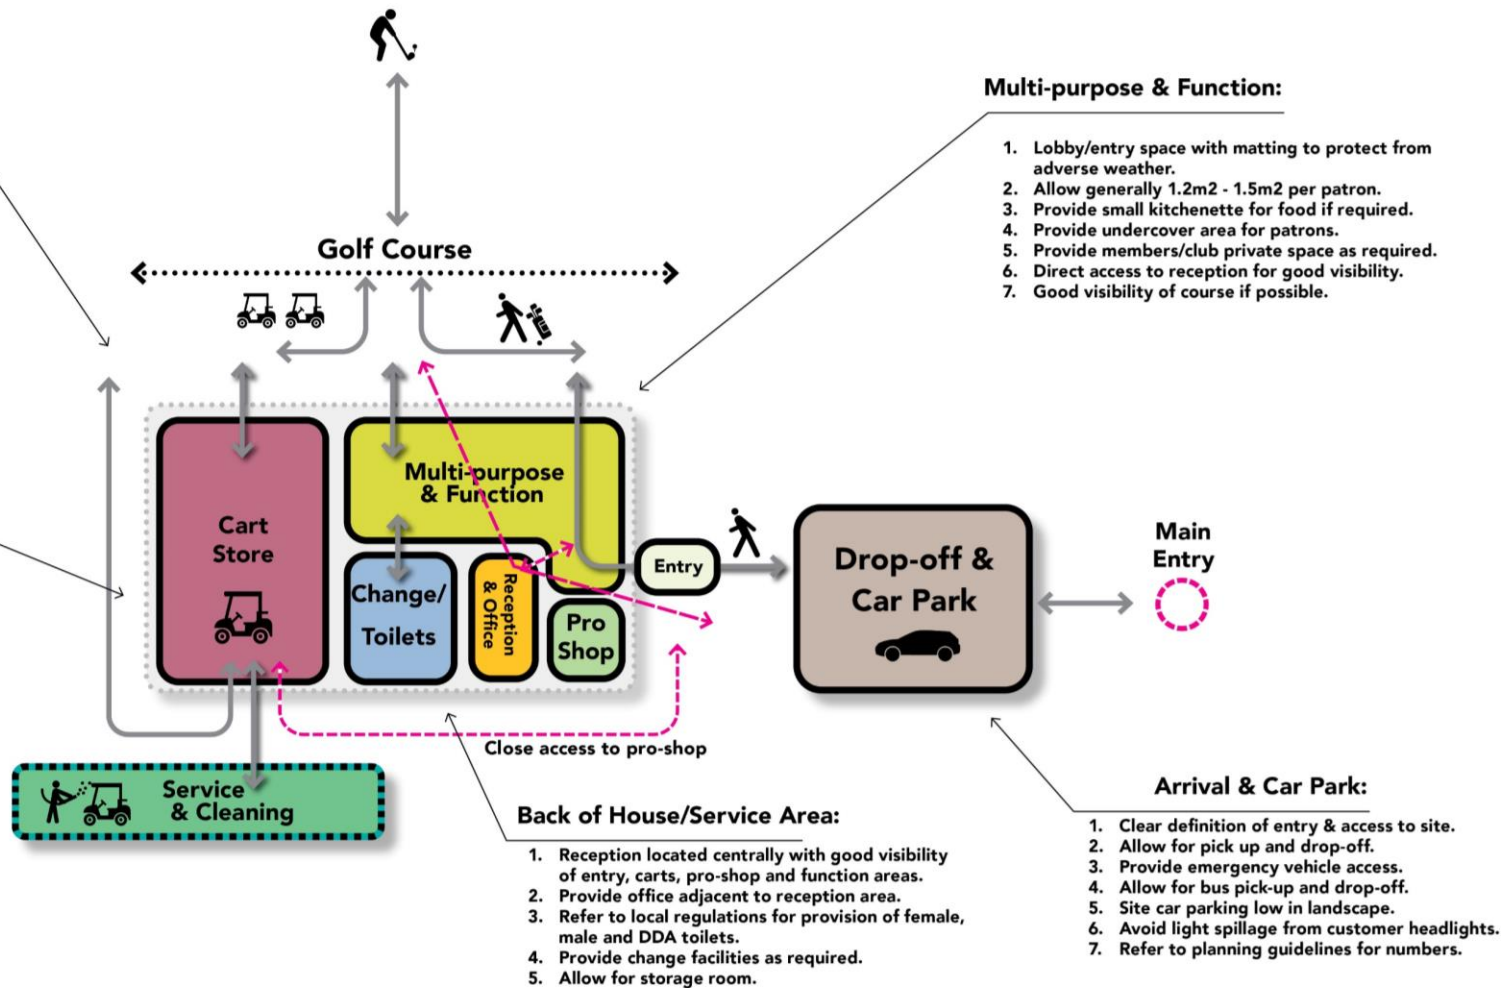 Multi-purpose & Function:
1. Lobby/entry space with matting to protect from
adverse weather.
2. Allow generally 1.2m2 - 1.5m2 per patron.
3. Provide small kitchenette for food if required.
4. Provide undercover area for patrons.
5. Provide members/club private space as required.
6. Direct access to reception for good visibility.
7. Good visibility of course if possible.
Golf Course
Multi-purpose
& Function
Cart
Store
Change/
Toilets
Reception
& Office
Pro
Shop
Entry
Drop-off &
Car Park
Main
Entry
Close access to pro-shop
Service
& Cleaning
Back of House/Service Area:
1. Reception located centrally with good visibility
of entry, carts, pro-shop and function areas.
2. Provide office adjacent to reception area.
3. Refer to local regulations for provision of female,
male and DDA toilets.
4. Provide change facilities as required.
5. Allow for storage room.
Arrival & Car Park:
1. Clear definition of entry & access to site.
2. Allow for pick up and drop-off.
3. Provide emergency vehicle access.
4. Allow for bus pick-up and drop-off.
5. Site car parking low in landscape.
6. Avoid light spillage from customer headlights.
7. Refer to planning guidelines for numbers.